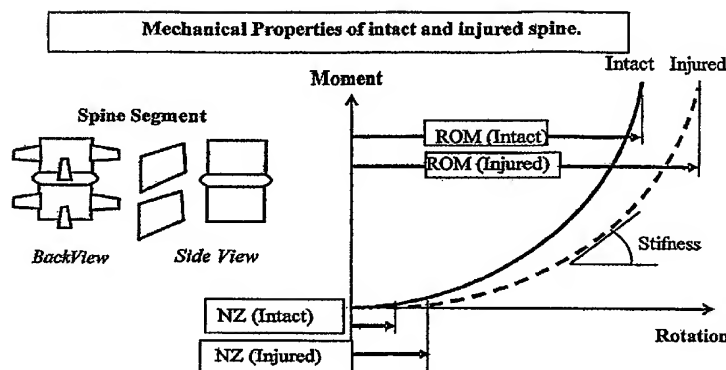 Mechanical Properties of intact and injured spine.
Intact Injured
Moment
Spine Segment
ROM (Intact)
ROM (Injured)
Stifness
BackView Side View
NZ (Intact)
Rotation
NZ (Injured)